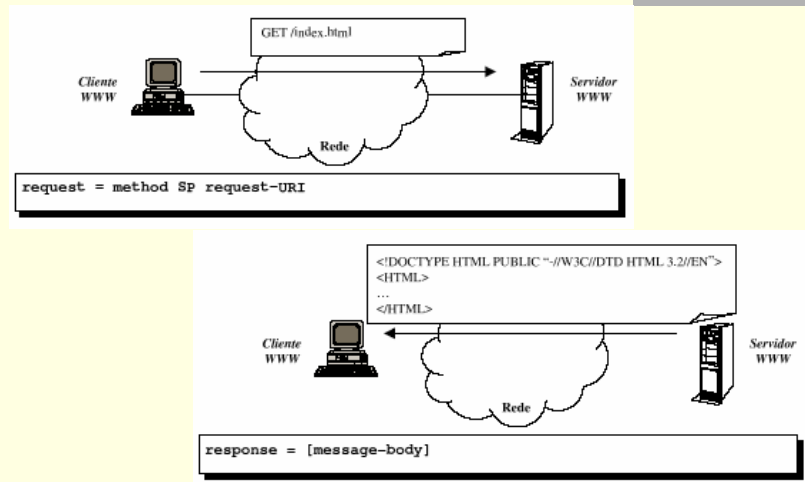 GET /index.html
Cliente
WWW
Servidor
WWW
Rede
request = method SP request-URI
<!DOCTYPE HTML PUBLIC “-//W3C//DTD HTML 3.2//EN”>
<HTML>
...
</HTML>
Cliente
WWW
Servidor
WWW
Rede
response = [message-body]